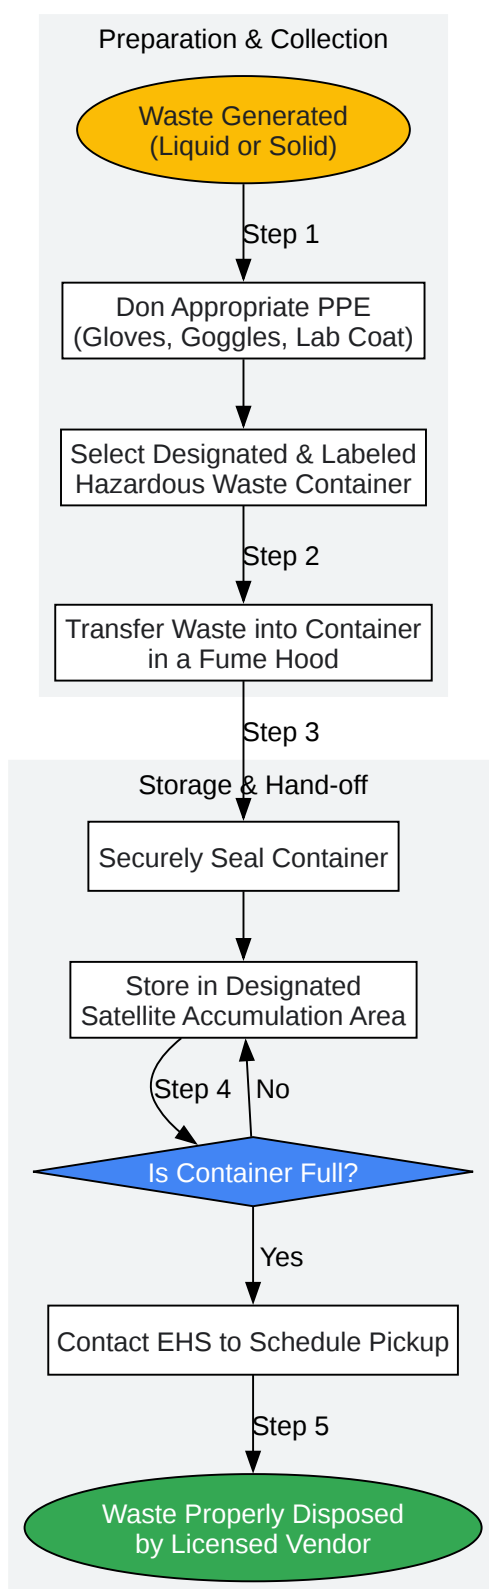 Preparation & Collection
Waste Generated
(Liquid or Solid)
Step 1
Don Appropriate PPE
(Gloves, Goggles, Lab Coat)
Select Designated & Labeled
Hazardous Waste Container
Step 2
Transfer Waste into Container
in a Fume Hood
Step 3
Storage & Hand-off
Securely Seal Container
Store in Designated
Satellite Accumulation Area
Step 4
No
Is Container Full?
Yes
Contact EHS to Schedule Pickup
Step 5
Waste Properly Disposed
by Licensed Vendor